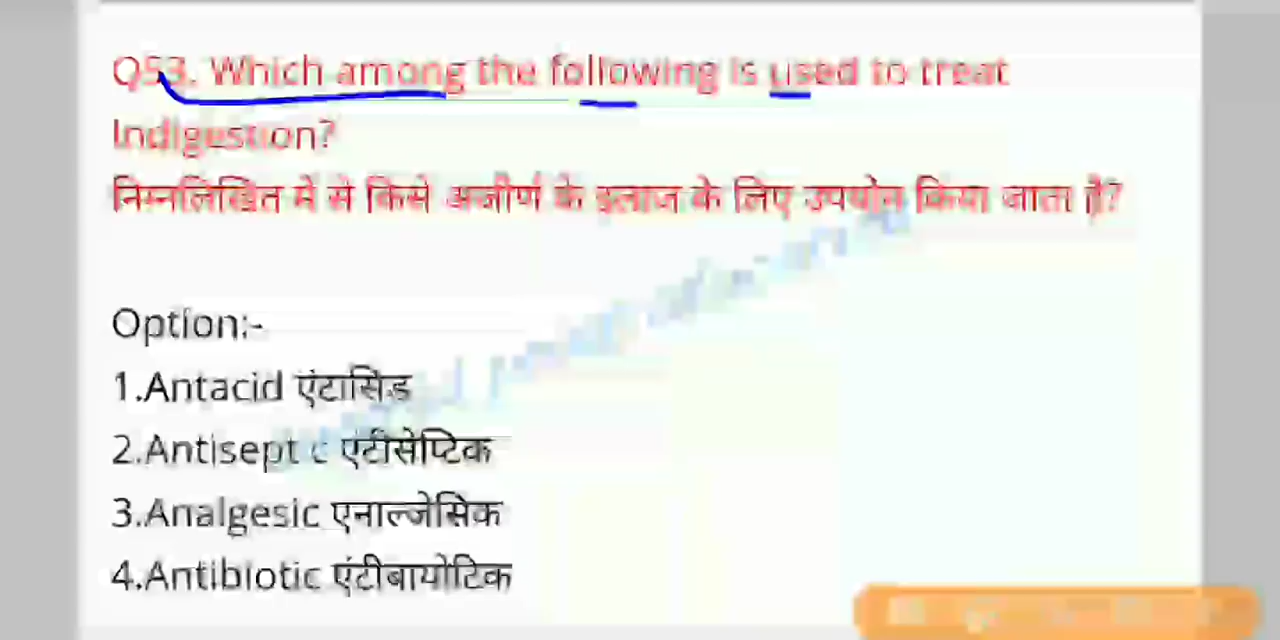 Q53. Which among the following is used to treat
Indigestion?
निम्नलिखित में से किसे अजीर्ण के इलाज के लिए उपयोग किया जाता है?
Option:-
1.Antacid एंटासिड
2.Antiseptic एंटीसेप्टिक
3.Analgesic एनाल्जेसिक
4.Antibiotic एंटीबायोटिक